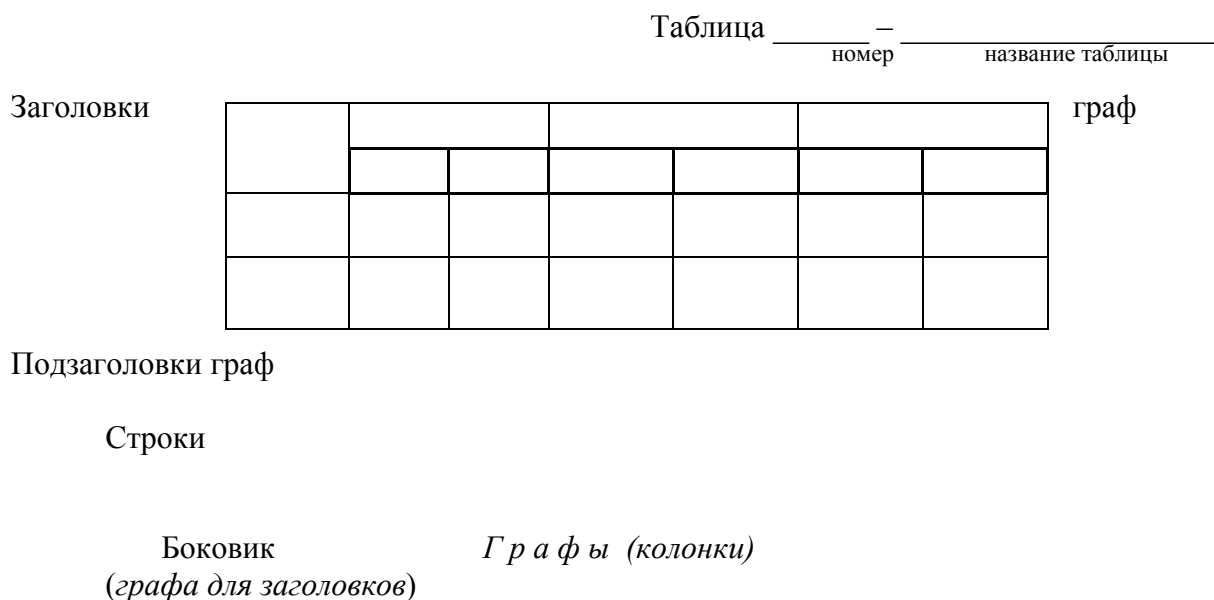 Таблица ______ – ____________________
номер название таблицы
Заголовки граф
Подзаголовки граф
Строки
Боковик Г р а ф ы (колонки)
(графа для заголовков)